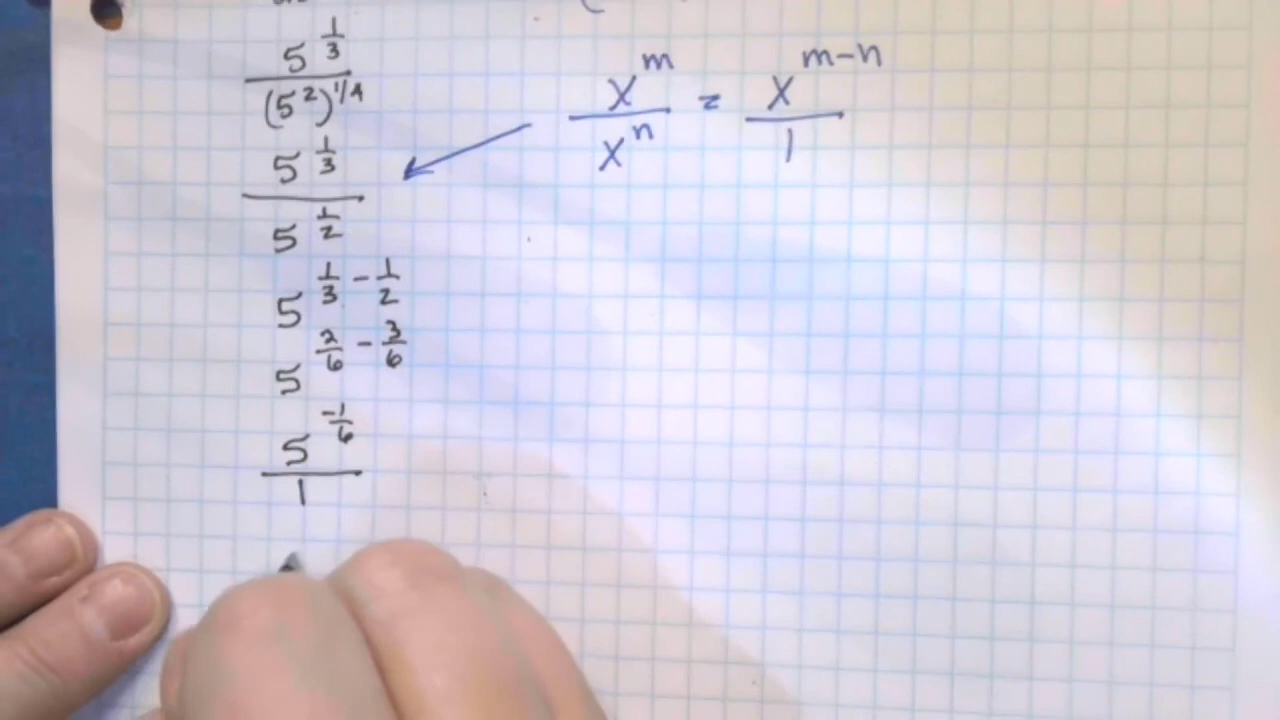 5^{1/3} / (5^2)^{1/4}
5^{1/3} / 5^{1/2}
5^{1/3 - 1/2}
5^{2/6 - 3/6}
5^{-1/6} / 1
x^m / x^n = x^{m-n} / 1